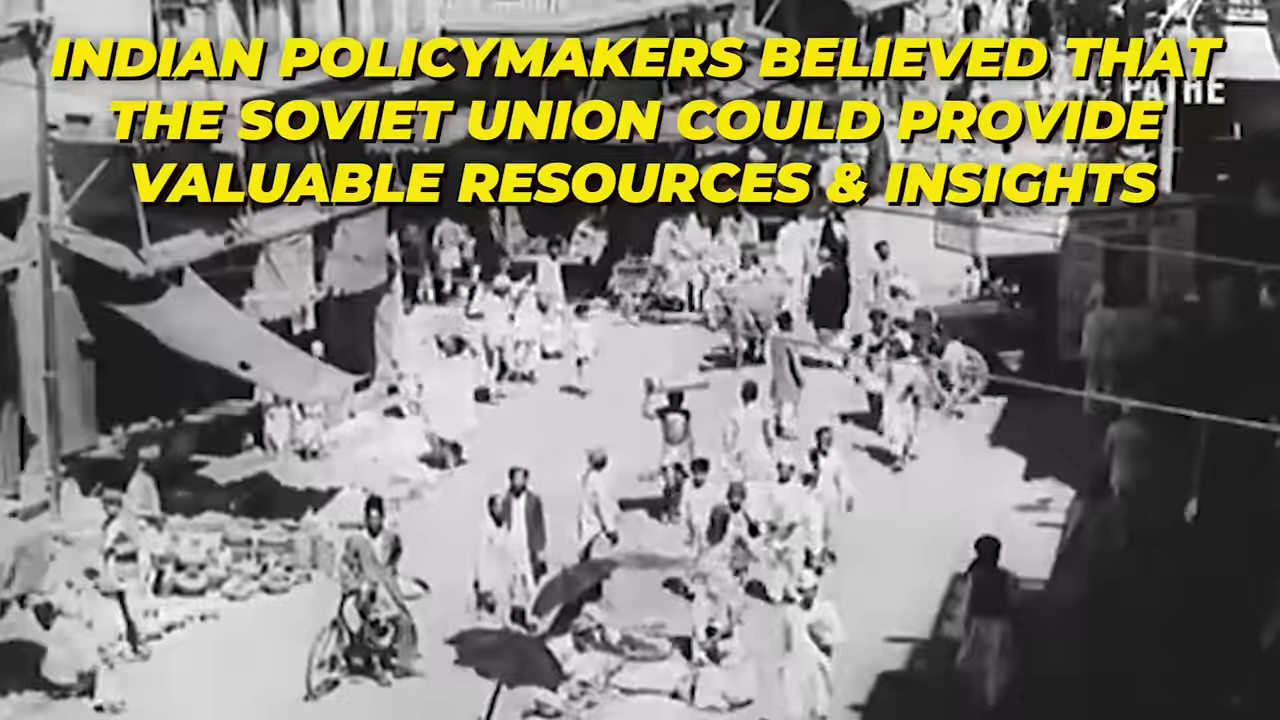 INDIAN POLICYMAKERS BELIEVED THAT
THE SOVIET UNION COULD PROVIDE
VALUABLE RESOURCES & INSIGHTS
PATHE